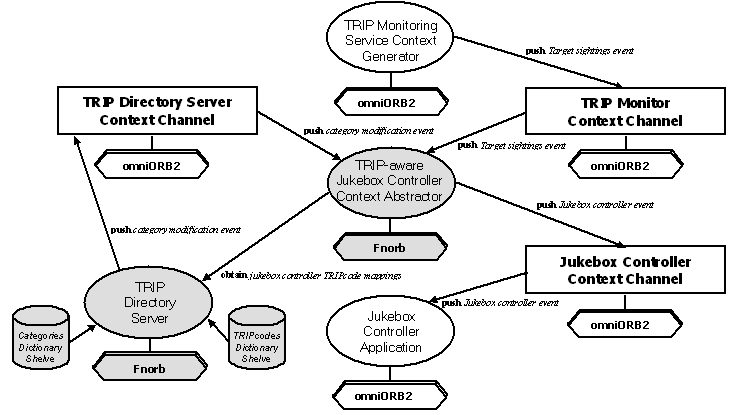 TRIP Monitoring
Service Context
Generator
push Target sightings event
omniORB2
TRIP Directory Server
Context Channel
TRIP Monitor
Context Channel
push category modification event
push Target sightings event
omniORB2
omniORB2
TRIP-aware
Jukebox Controller
Context Abstractor
push Jukebox controller event
push category modification event
Fnorb
Jukebox Controller
Context Channel
obtain jukebox controller TRIPcode mappings
TRIP
Directory
Server
push Jukebox controller event
Jukebox
Controller
Application
omniORB2
Categories
Dictionary
Shelve
TRIPcodes
Dictionary
Shelve
Fnorb
omniORB2